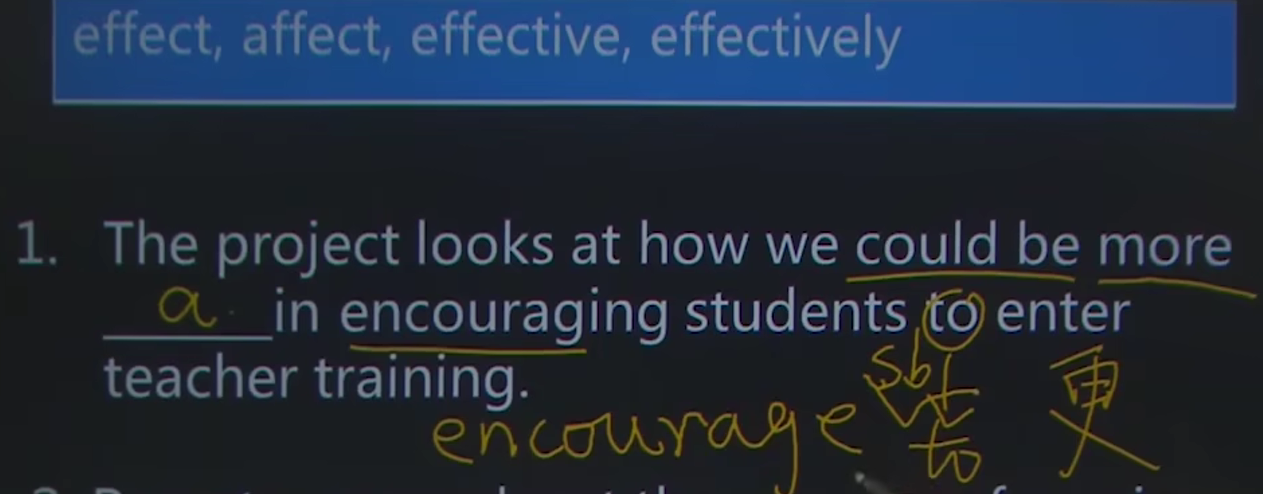 effect, affect, effective, effectively
1. The project looks at how we could be more
a. in encouraging students to enter
teacher training.
encourage sb to
更